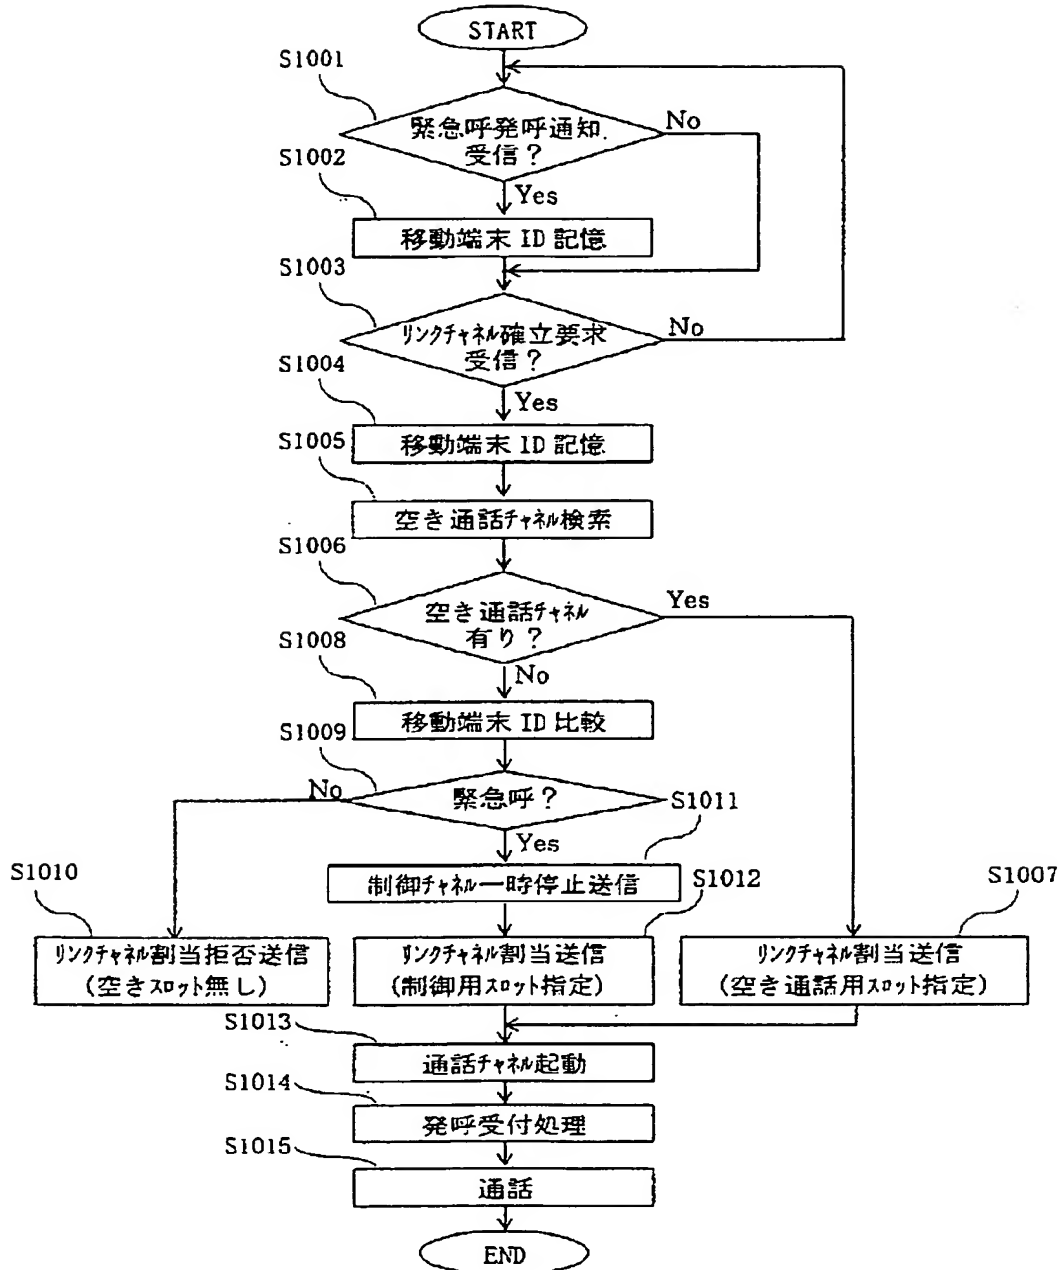 START
S1001
緊急呼発呼通知
受信？
No
Yes
S1002
移動端末 ID 記憶
S1003
リンクチャネル確立要求
受信？
No
Yes
S1004
移動端末 ID 記憶
S1005
空き通話チャネル検索
S1006
空き通話チャネル
有り？
Yes
No
S1008
移動端末 ID 比較
S1009
緊急呼？
No
Yes
S1011
制御チャネル一時停止送信
S1010
リンクチャネル割当拒否送信
(空きスロット無し)
S1012
リンクチャネル割当送信
(制御用スロット指定)
S1007
リンクチャネル割当送信
(空き通話用スロット指定)
S1013
通話チャネル起動
S1014
発呼受付処理
S1015
通話
END